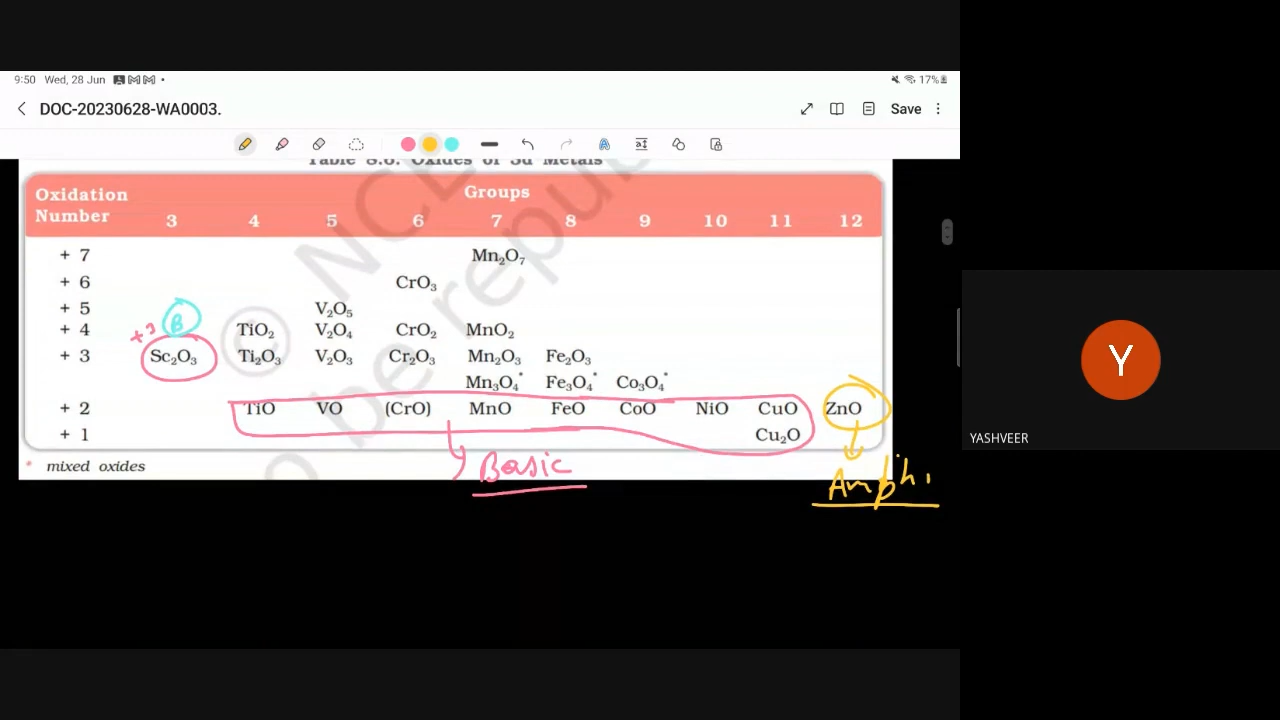 9:50 Wed, 28 Jun
17%
DOC-20230628-WA0003.
Save
Table 8.6: Oxides of 3d Metals
Oxidation Number
Groups
3 4 5 6 7 8 9 10 11 12
+ 7 Mn₂O₇
+ 6 CrO₃
+ 5 V₂O₅
B
+ 4 TiO₂ V₂O₄ CrO₂ MnO₂
+3
+ 3 Sc₂O₃ Ti₂O₃ V₂O₃ Cr₂O₃ Mn₂O₃ Fe₂O₃
Mn₃O₄* Fe₃O₄* Co₃O₄*
+ 2 TiO VO (CrO) MnO FeO CoO NiO CuO ZnO
+ 1 Cu₂O
* mixed oxides
Basic
Amph.
Y
YASHVEER